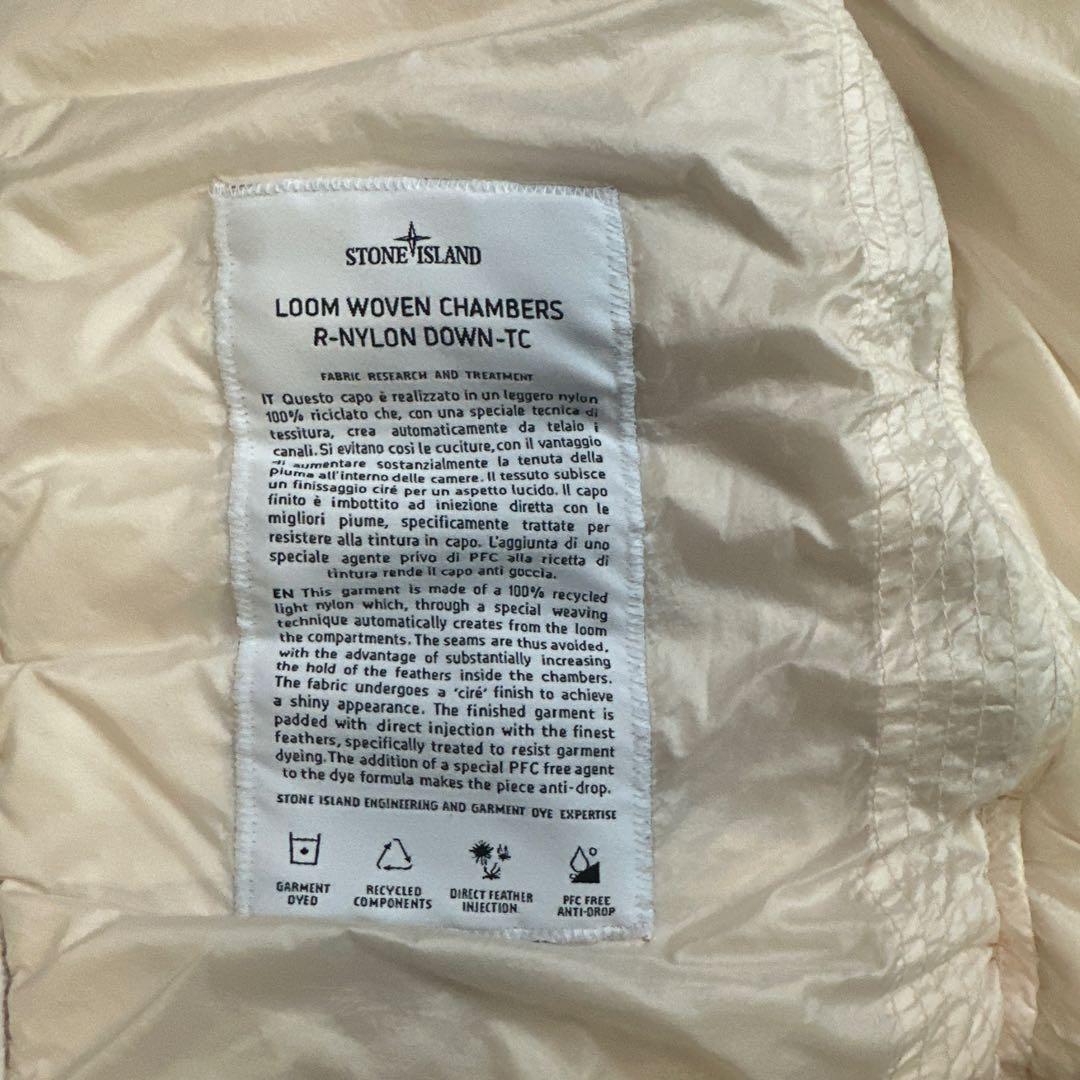 STONE ISLAND
LOOM WOVEN CHAMBERS
R-NYLON DOWN-TC
FABRIC RESEARCH AND TREATMENT
IT Questo capo è realizzato in un leggero nylon
100% riciclato che, con una speciale tecnica di
tessitura, crea automaticamente da telaio i
canali. Si evitano così le cuciture, con il vantaggio
di aumentare sostanzialmente la tenuta della
piuma all'interno delle camere. Il tessuto subisce
un finissaggio ciré per un aspetto lucido. Il capo
finito è imbottito ad iniezione diretta con le
migliori piume, specificamente trattate per
resistere alla tintura in capo. L'aggiunta di uno
speciale agente privo di PFC alla ricetta di
tintura rende il capo anti goccia.
EN This garment is made of a 100% recycled
light nylon which, through a special weaving
technique automatically creates from the loom
the compartments. The seams are thus avoided,
with the advantage of substantially increasing
the hold of the feathers inside the chambers.
The fabric undergoes a 'ciré' finish to achieve
a shiny appearance. The finished garment is
padded with direct injection with the finest
feathers, specifically treated to resist garment
dyeing. The addition of a special PFC free agent
to the dye formula makes the piece anti-drop.
STONE ISLAND ENGINEERING AND GARMENT DYE EXPERTISE
GARMENT
DYED
RECYCLED
COMPONENTS
DIRECT FEATHER
INJECTION
PFC FREE
ANTI-DROP